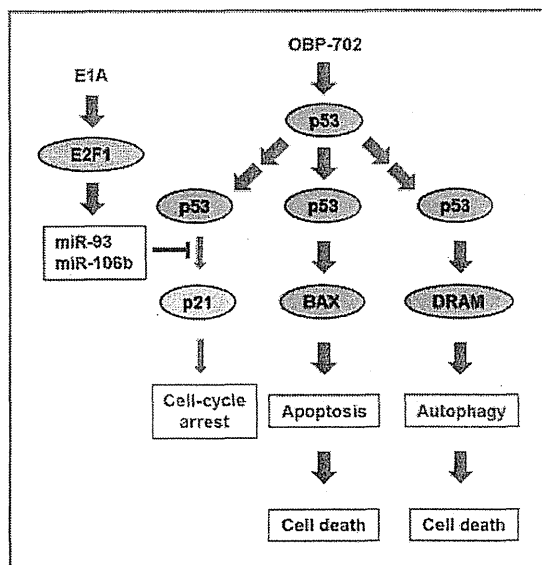 OBP-702
E1A
p53
E2F1
p53
p53
p53
miR-93
miR-106b
p21
BAX
DRAM
Cell-cycle
arrest
Apoptosis
Autophagy
Cell death
Cell death